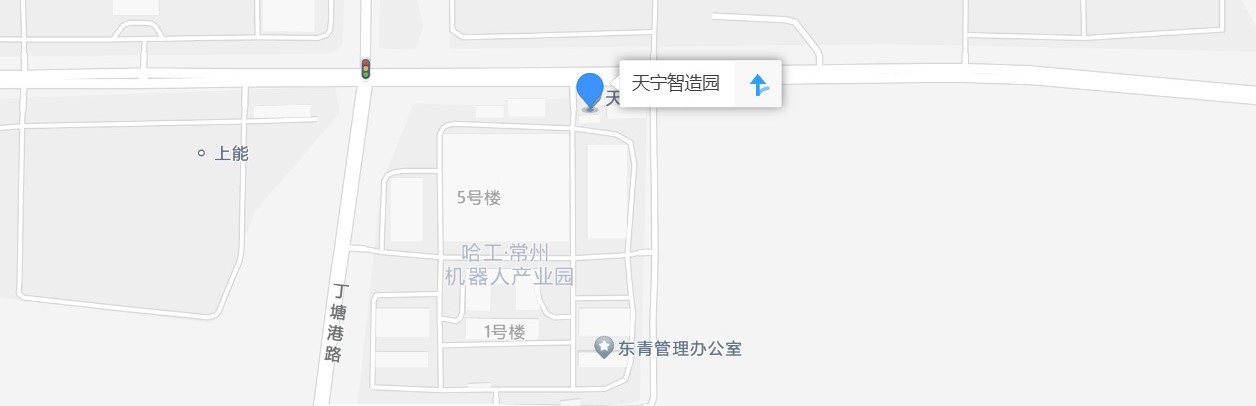 天宁智造园
天
上能
5号楼
哈工·常州
机器人产业园
丁塘港路
1号楼
东青管理办公室